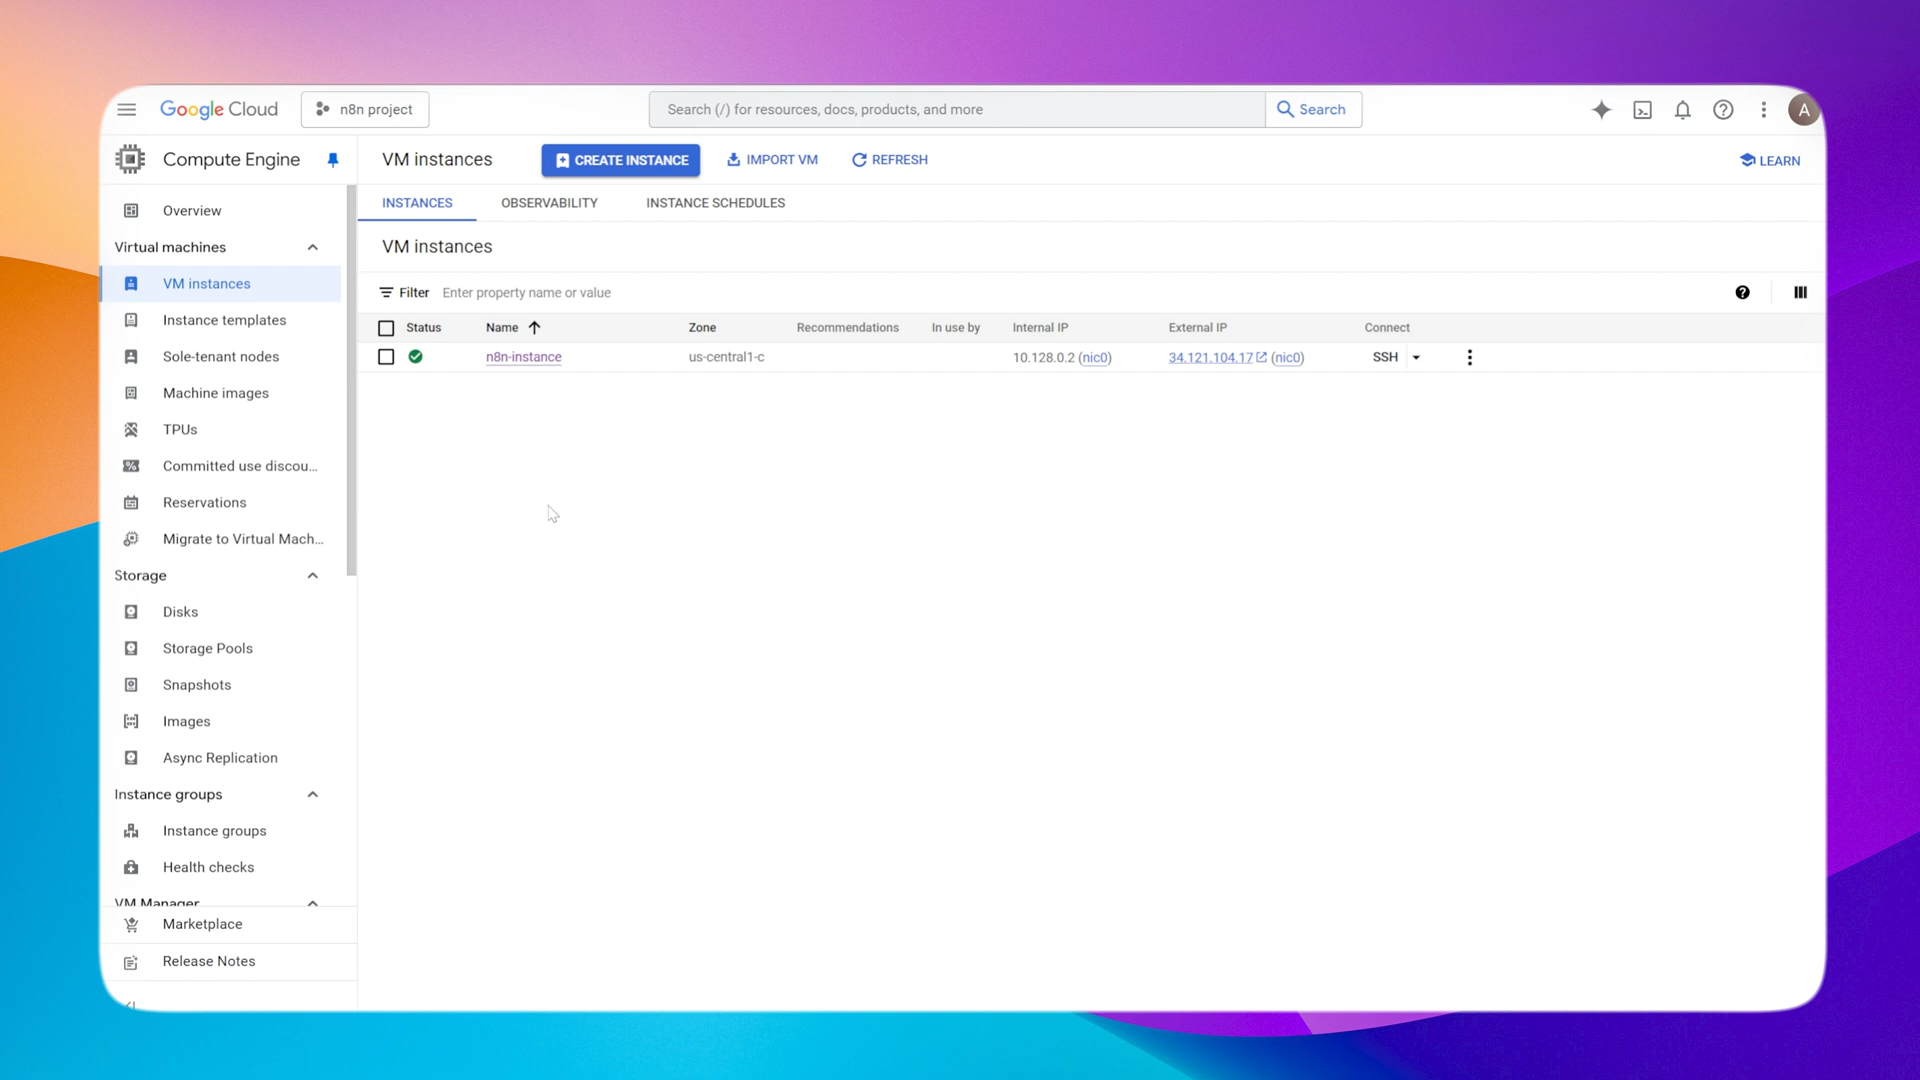 Google Cloud
n8n project
Search (/) for resources, docs, products, and more
Search
A
Compute Engine
VM instances
CREATE INSTANCE
IMPORT VM
REFRESH
LEARN
INSTANCES
OBSERVABILITY
INSTANCE SCHEDULES
Overview
Virtual machines
VM instances
Instance templates
Sole-tenant nodes
Machine images
TPUs
Committed use discou...
Reservations
Migrate to Virtual Mach...
Storage
Disks
Storage Pools
Snapshots
Images
Async Replication
Instance groups
Instance groups
Health checks
VM Manager
Marketplace
Release Notes
VM instances
Filter Enter property name or value
Status Name Zone Recommendations In use by Internal IP External IP Connect
n8n-instance us-central1-c 10.128.0.2 (nic0) 34.121.104.17 (nic0) SSH